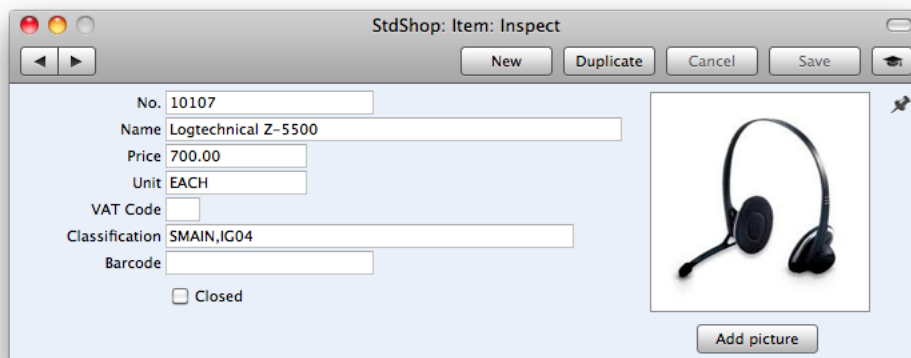 StdShop: Item: Inspect
New Duplicate Cancel Save
No. 10107
Name Logtechnical Z-5500
Price 700.00
Unit EACH
VAT Code
Classification SMAIN,IG04
Barcode
Closed
Add picture